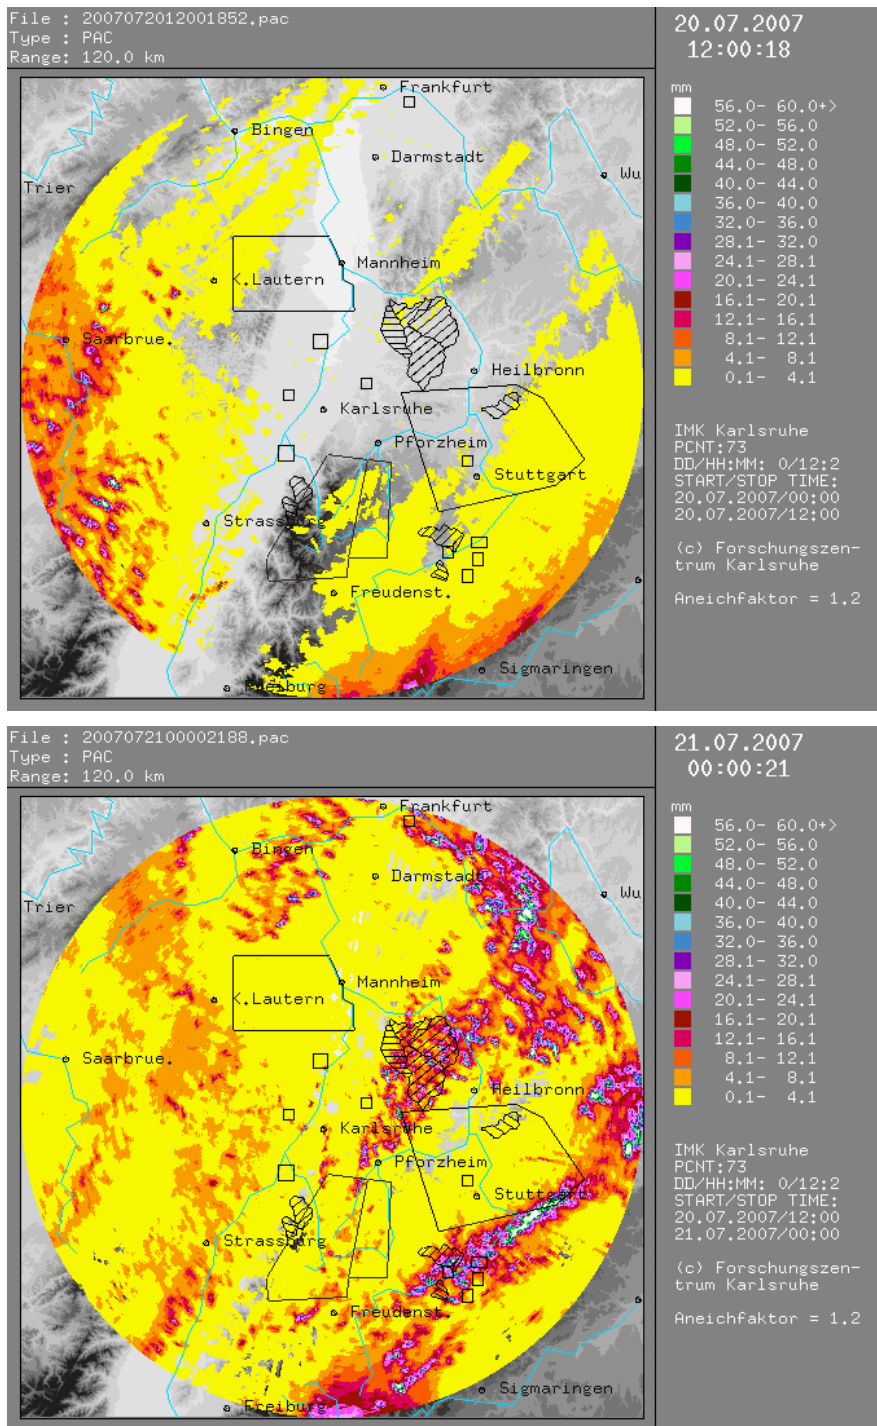 File : 2007072012001852.pac
Type : PAC
Range: 120.0 km
20.07.2007
12:00:18
mm
56.0- 60.0+>
52.0- 56.0
48.0- 52.0
44.0- 48.0
40.0- 44.0
36.0- 40.0
32.0- 36.0
28.1- 32.0
24.1- 28.1
20.1- 24.1
16.1- 20.1
12.1- 16.1
8.1- 12.1
4.1- 8.1
0.1- 4.1
IMK Karlsruhe
PCNT:73
DD/HH:MM: 0/12:2
START/STOP TIME:
20.07.2007/00:00
20.07.2007/12:00
(c) Forschungszen-
trum Karlsruhe
Aneichfaktor = 1.2
Frankfurt
Bingen
Darmstadt
Trier
Wu
Mannheim
K.Lautern
Saarbrue.
Heilbronn
Karlsruhe
Pforzheim
Stuttgart
Strassburg
Freudenst.
Sigmaringen
Freiburg
File : 2007072100002188.pac
Type : PAC
Range: 120.0 km
21.07.2007
00:00:21
mm
56.0- 60.0+>
52.0- 56.0
48.0- 52.0
44.0- 48.0
40.0- 44.0
36.0- 40.0
32.0- 36.0
28.1- 32.0
24.1- 28.1
20.1- 24.1
16.1- 20.1
12.1- 16.1
8.1- 12.1
4.1- 8.1
0.1- 4.1
IMK Karlsruhe
PCNT:73
DD/HH:MM: 0/12:2
START/STOP TIME:
20.07.2007/12:00
21.07.2007/00:00
(c) Forschungszen-
trum Karlsruhe
Aneichfaktor = 1.2
Frankfurt
Bingen
Darmstadt
Trier
Wu
Mannheim
K.Lautern
Saarbrue.
Heilbronn
Karlsruhe
Pforzheim
Stuttgart
Strassburg
Freudenst.
Sigmaringen
Freiburg